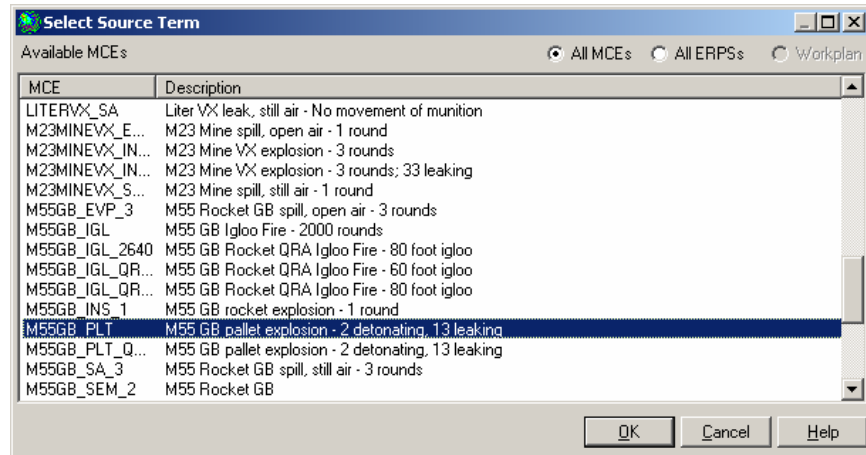 Select Source Term
Available MCEs All MCEs All ERPSs Workplan
MCE Description
LITERVX_SA Liter VX leak, still air - No movement of munition
M23MINEVX_E... M23 Mine spill, open air - 1 round
M23MINEVX_IN... M23 Mine VX explosion - 3 rounds
M23MINEVX_IN... M23 Mine VX explosion - 3 rounds; 33 leaking
M23MINEVX_S... M23 Mine spill, still air - 1 round
M55GB_EVP_3 M55 Rocket GB spill, open air - 3 rounds
M55GB_IGL M55 GB Igloo Fire - 2000 rounds
M55GB_IGL_2640 M55 GB Rocket QRA Igloo Fire - 80 foot igloo
M55GB_IGL_QR... M55 GB Rocket QRA Igloo Fire - 60 foot igloo
M55GB_IGL_QR... M55 GB Rocket QRA Igloo Fire - 80 foot igloo
M55GB_INS_1 M55 GB rocket explosion - 1 round
M55GB_PLT M55 GB pallet explosion - 2 detonating, 13 leaking
M55GB_PLT_Q... M55 GB pallet explosion - 2 detonating, 13 leaking
M55GB_SA_3 M55 Rocket GB spill, still air - 3 rounds
M55GB_SEM_2 M55 Rocket GB
OK Cancel Help